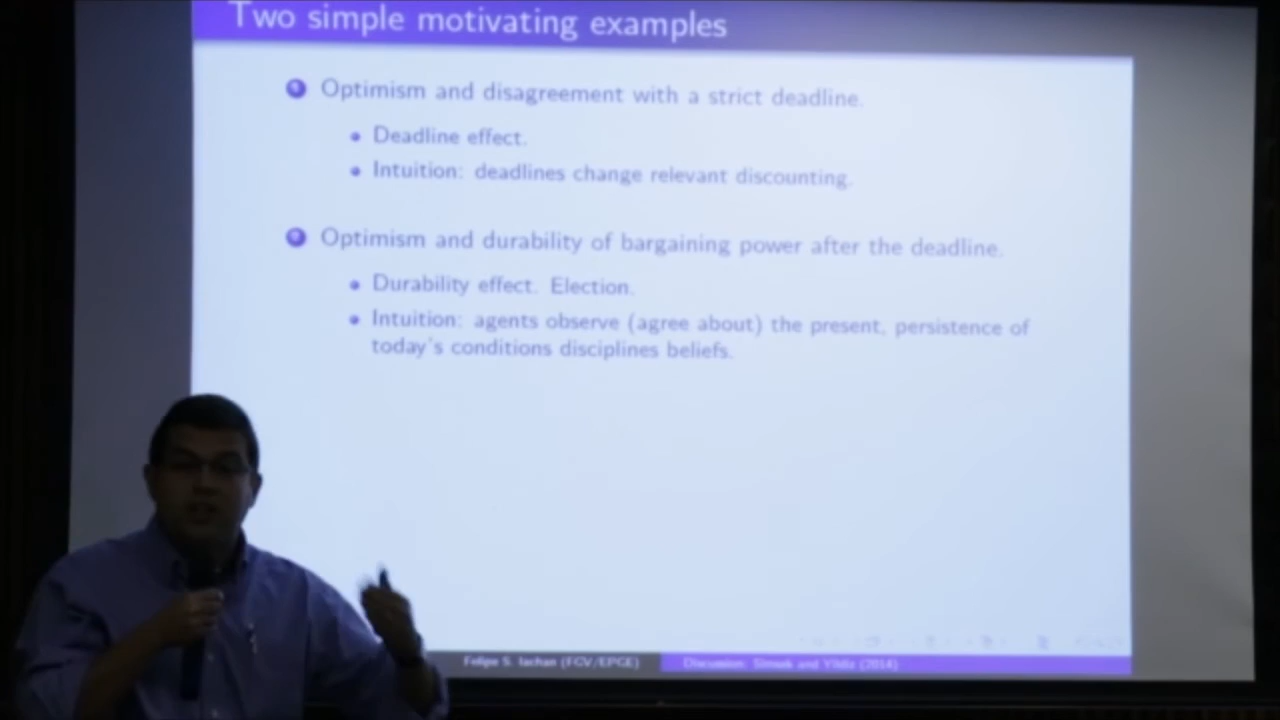 Two simple motivating examples
Optimism and disagreement with a strict deadline.
Deadline effect.
Intuition: deadlines change relevant discounting.
Optimism and durability of bargaining power after the deadline.
Durability effect. Election.
Intuition: agents observe (agree about) the present, persistence of
today's conditions disciplines beliefs.
Felipe S. Iachan (FGV/EPGE)
Discussion: Simsek and Yildiz (2014)